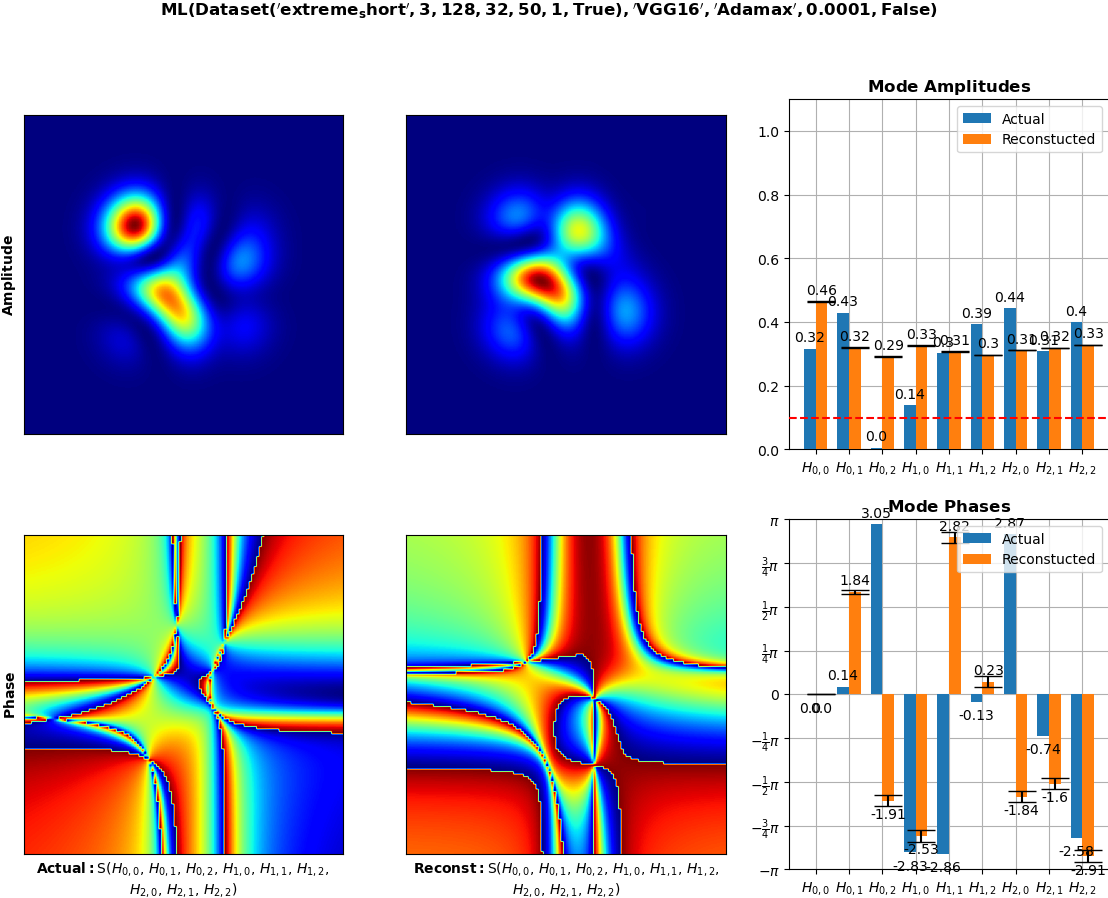 ML(Dataset('extreme_short', 3, 128, 32, 50, 1, True), 'VGG16', 'Adamax', 0.0001, False)
Amplitude
Mode Amplitudes
Actual
Reconstucted
1.0
0.8
0.6
0.4
0.2
0.0
0.32 0.46 0.43 0.32 0.0 0.29 0.14 0.33 0.3 0.31 0.39 0.3 0.44 0.31 0.31 0.32 0.4 0.33
H0,0 H0,1 H0,2 H1,0 H1,1 H1,2 H2,0 H2,1 H2,2
Phase
Actual: S(H0,0, H0,1, H0,2, H1,0, H1,1, H1,2,
H2,0, H2,1, H2,2)
Reconst: S(H0,0, H0,1, H0,2, H1,0, H1,1, H1,2,
H2,0, H2,1, H2,2)
Mode Phases
Actual
Reconstucted
π
3/4π
1/2π
1/4π
0
−1/4π
−1/2π
−3/4π
−π
0.0 0.0 0.14 1.84 3.05 -1.91 -2.83 -2.53 -2.86 2.82 -0.13 0.23 2.87 -1.84 -0.74 -1.6 -2.58 -2.91
H0,0 H0,1 H0,2 H1,0 H1,1 H1,2 H2,0 H2,1 H2,2